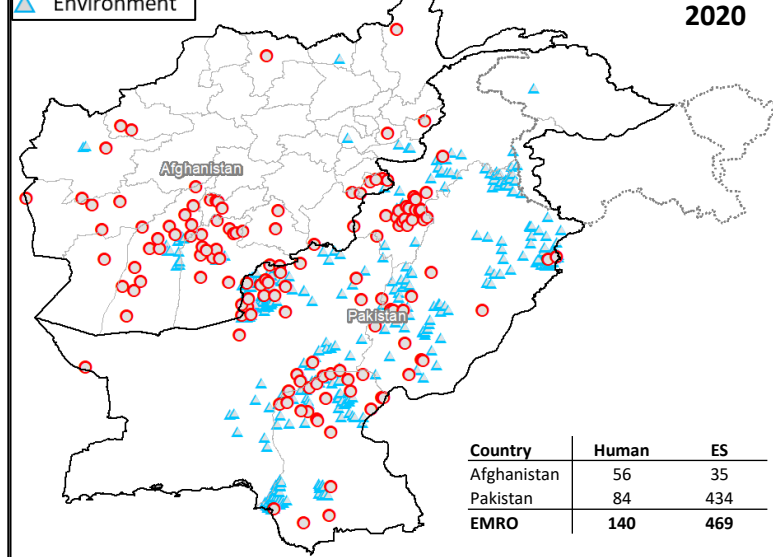 Environment
2020
Afghanistan
Pakistan
Country Human ES
Afghanistan 56 35
Pakistan 84 434
EMRO 140 469